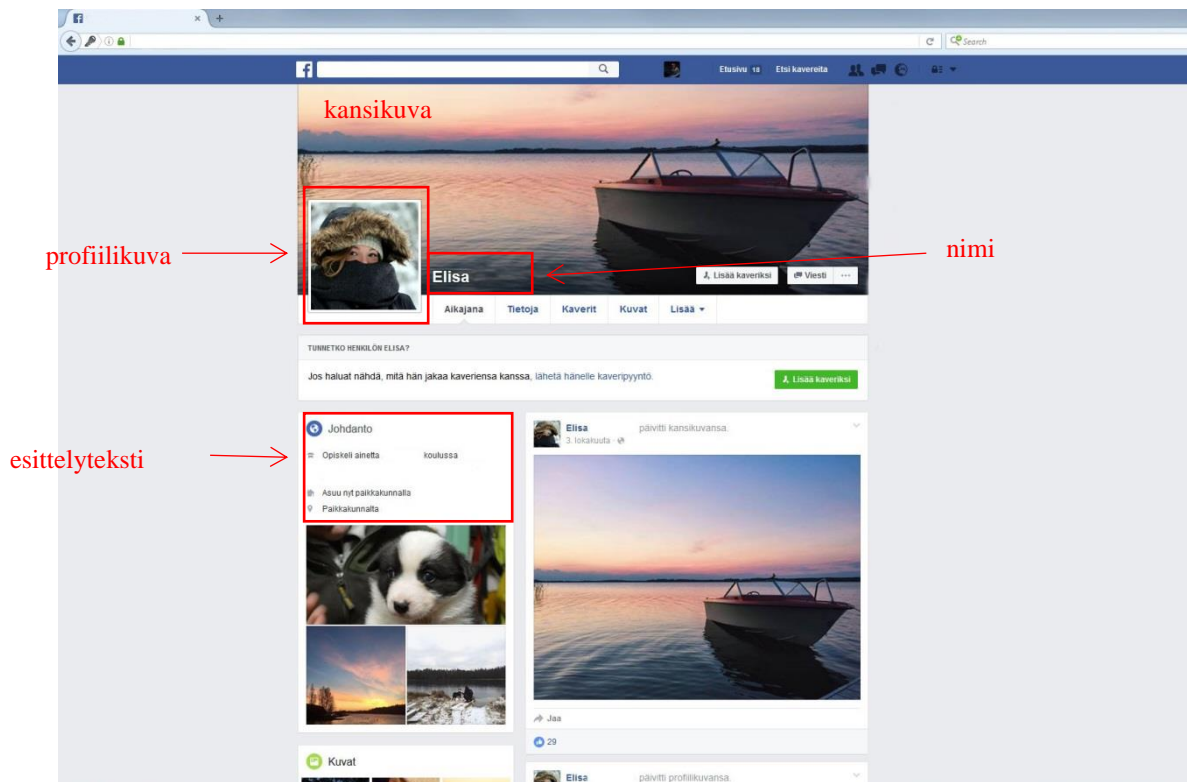 Search
Etusivu 18 Etsi kavereita
kansikuva
profiilikuva
nimi
Elisa
Lisää kaveriksi Viesti ...
Aikajana Tietoja Kaverit Kuvat Lisää
TUNNETKO HENKILÖN ELISA?
Jos haluat nähdä, mitä hän jakaa kaveriensa kanssa, lähetä hänelle kaveripyyntö.
Lisää kaveriksi
esittelyteksti
Johdanto
Opiskeli ainetta koulussa
Asuu nyt paikkakunnalla
Paikkakunnalta
Elisa päivitti kansikuvansa.
3. lokakuuta
Jaa
29
Kuvat
Elisa päivitti profiilikuvansa.